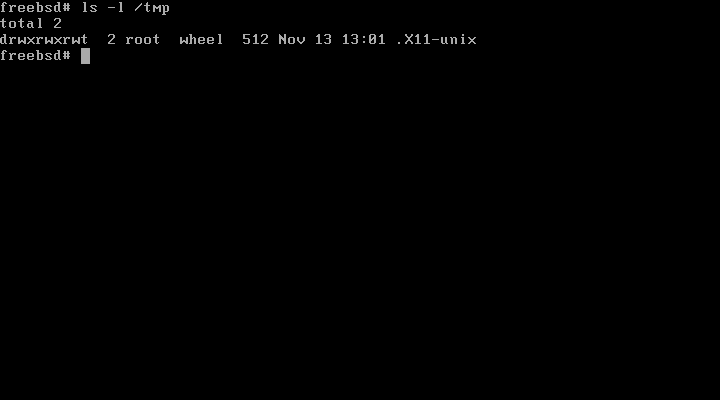 freebsd# ls -l /tmp
total 2
drwxrwxrwt  2 root  wheel  512 Nov 13 13:01 .X11-unix
freebsd#